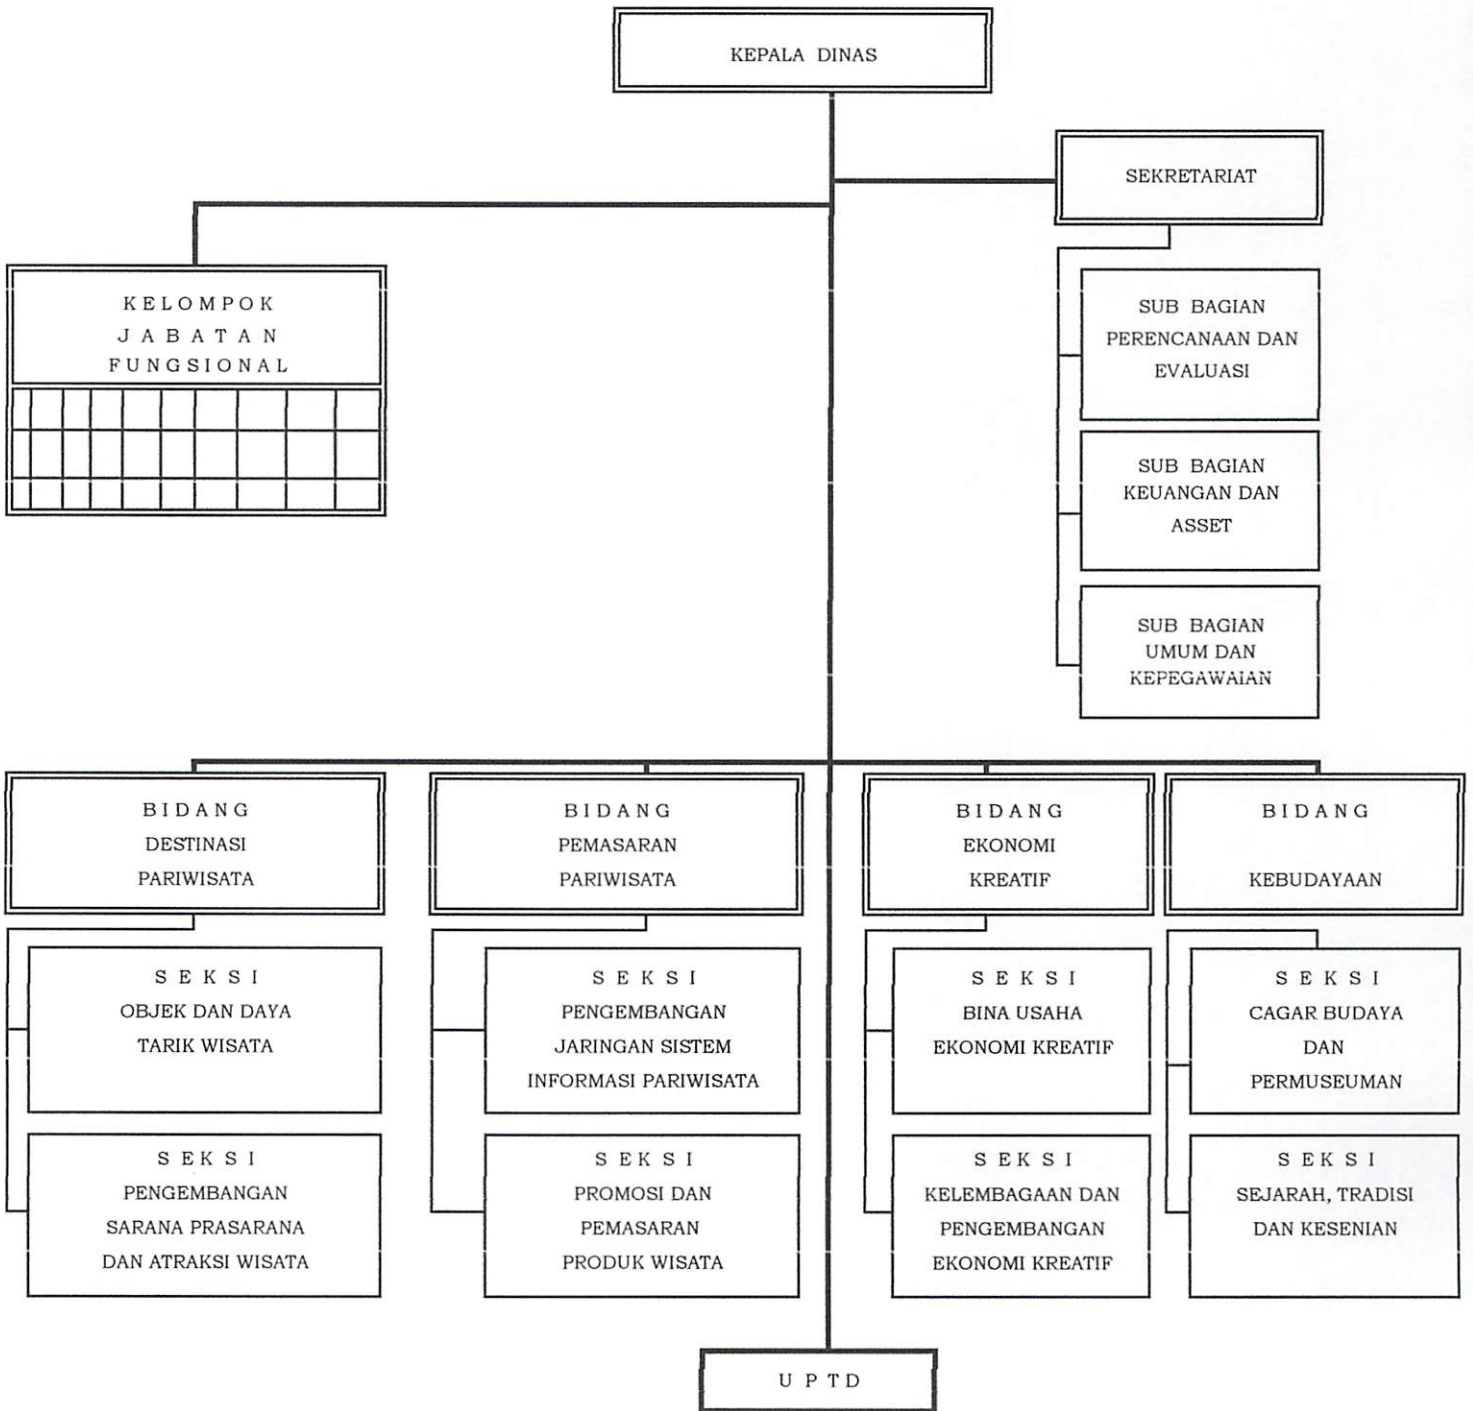 KEPALA DINAS
SEKRETARIAT
KELOMPOK
JABATAN
FUNGSIONAL
SUB BAGIAN
PERENCANAAN DAN
EVALUASI
SUB BAGIAN
KEUANGAN DAN
ASSET
SUB BAGIAN
UMUM DAN
KEPEGAWAIAN
BIDANG
DESTINASI
PARIWISATA
BIDANG
PEMASARAN
PARIWISATA
BIDANG
EKONOMI
KREATIF
BIDANG
KEBUDAYAAN
SEKSI
OBJEK DAN DAYA
TARIK WISATA
SEKSI
PENGEMBANGAN
JARINGAN SISTEM
INFORMASI PARIWISATA
SEKSI
BINA USAHA
EKONOMI KREATIF
SEKSI
CAGAR BUDAYA
DAN
PERMUSEUMAN
SEKSI
PENGEMBANGAN
SARANA PRASARANA
DAN ATRAKSI WISATA
SEKSI
PROMOSI DAN
PEMASARAN
PRODUK WISATA
SEKSI
KELEMBAGAAN DAN
PENGEMBANGAN
EKONOMI KREATIF
SEKSI
SEJARAH, TRADISI
DAN KESENIAN
UPTD